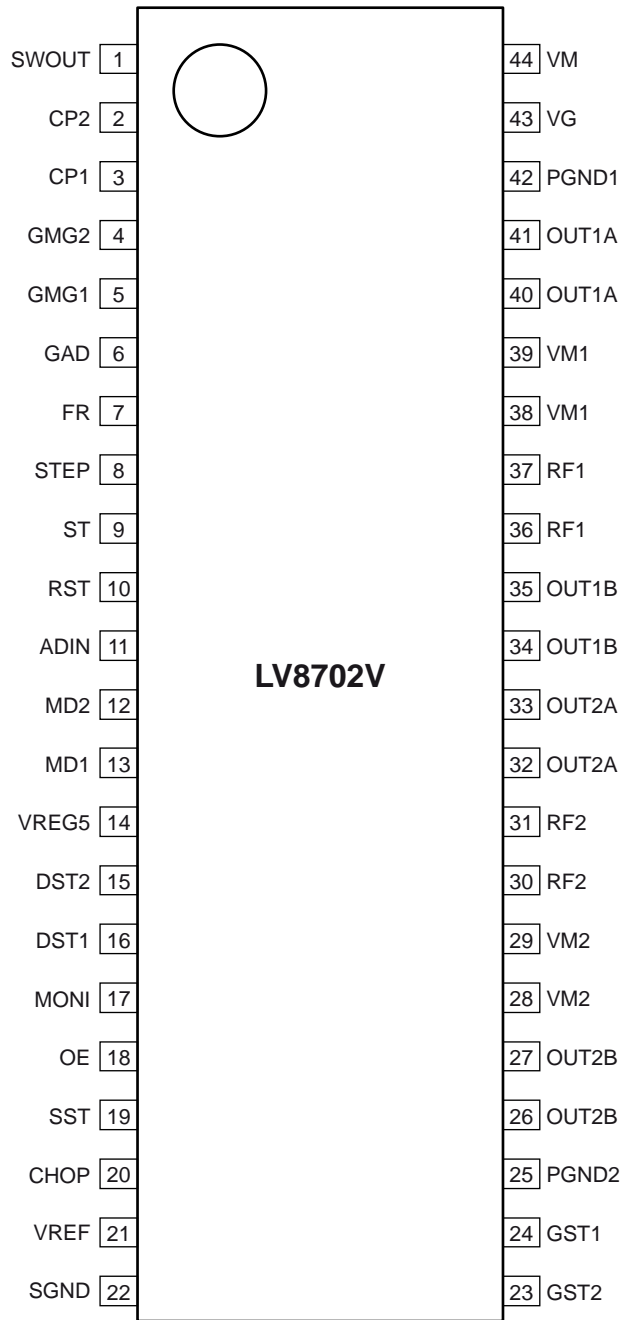 SWOUT 1 44 VM
CP2 2 43 VG
CP1 3 42 PGND1
GMG2 4 41 OUT1A
GMG1 5 40 OUT1A
GAD 6 39 VM1
FR 7 38 VM1
STEP 8 37 RF1
ST 9 36 RF1
RST 10 35 OUT1B
ADIN 11 34 OUT1B
LV8702V
MD2 12 33 OUT2A
MD1 13 32 OUT2A
VREG5 14 31 RF2
DST2 15 30 RF2
DST1 16 29 VM2
MONI 17 28 VM2
OE 18 27 OUT2B
SST 19 26 OUT2B
CHOP 20 25 PGND2
VREF 21 24 GST1
SGND 22 23 GST2